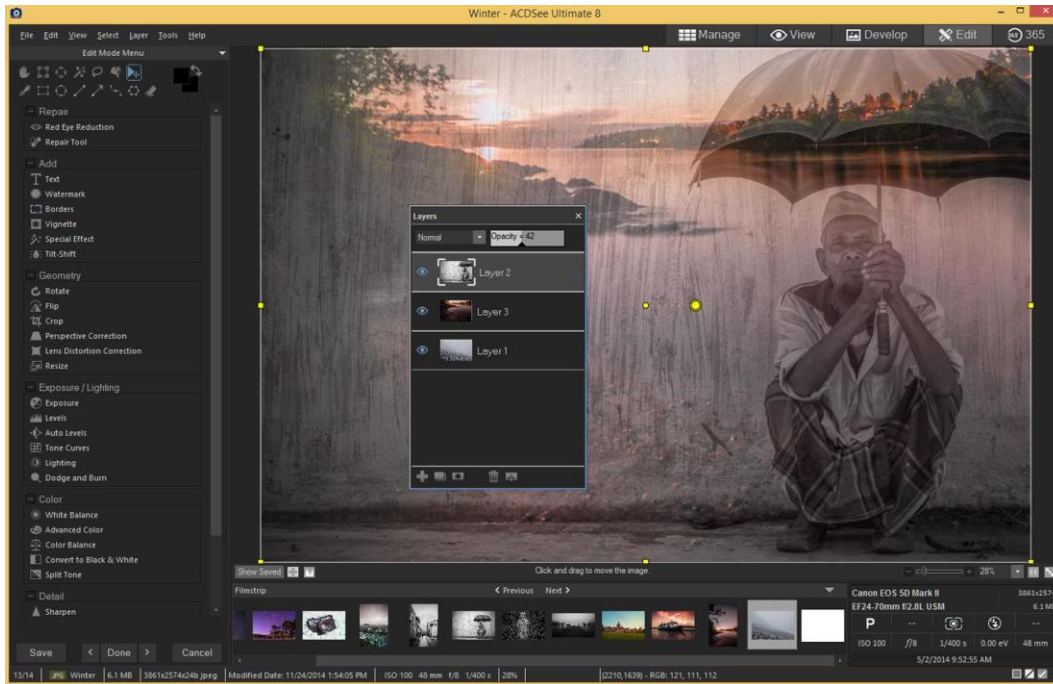 Winter - ACDSee Ultimate 8
File Edit View Select Layer Tools Help
Manage View Develop Edit 365 365
Edit Mode Menu
Repair
Red Eye Reduction
Repair Tool
Add
Text
Watermark
Borders
Vignette
Special Effect
Tilt-Shift
Geometry
Rotate
Flip
Crop
Perspective Correction
Lens Distortion Correction
Resize
Exposure / Lighting
Exposure
Levels
Auto Levels
Tone Curves
Lighting
Dodge and Burn
Color
White Balance
Advanced Color
Color Balance
Convert to Black & White
Split Tone
Detail
Sharpen
Save < Done > Cancel
Layers
Normal Opacity = 42
Layer 2
Layer 3
Layer 1
Show Saved
Click and drag to move the image.
28%
Filmstrip
Previous Next
Canon EOS 5D Mark II 3861x2574
EF24-70mm f/2.8L USM 6.1 M
P -- --
ISO 100 f/8 1/400 s 0.00 eV 48 mm
5/2/2014 9:52:55 AM
13/14 JPG Winter 6.1 MB 3861x2574x24b jpeg Modified Date: 11/24/2014 1:54:05 PM ISO 100 48 mm f/8 1/400 s 28% (2210,1639) - RGB: 121, 111, 112